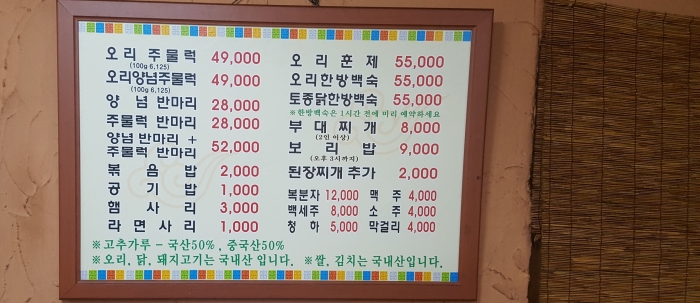 오리주물럭 49,000
(100g 6,125)
오리양념주물럭 49,000
(100g 6,125)
양념반마리 28,000
주물럭 반마리 28,000
양념 반마리 +
주물럭 반마리 52,000
볶음밥 2,000
공기밥 1,000
햄사리 3,000
라면사리 1,000
오리훈제 55,000
오리한방백숙 55,000
토종닭한방백숙 55,000
※한방백숙은 1시간 전에 미리 예약하세요
부대찌개 8,000
(2인 이상)
보리밥 9,000
(오후 3시까지)
된장찌개 추가 2,000
복분자 12,000 맥주 4,000
백세주 8,000 소주 4,000
청하 5,000 막걸리 4,000
※고추가루 - 국산50%, 중국산50%
※오리, 닭, 돼지고기는 국내산 입니다. ※쌀, 김치는 국내산입니다.